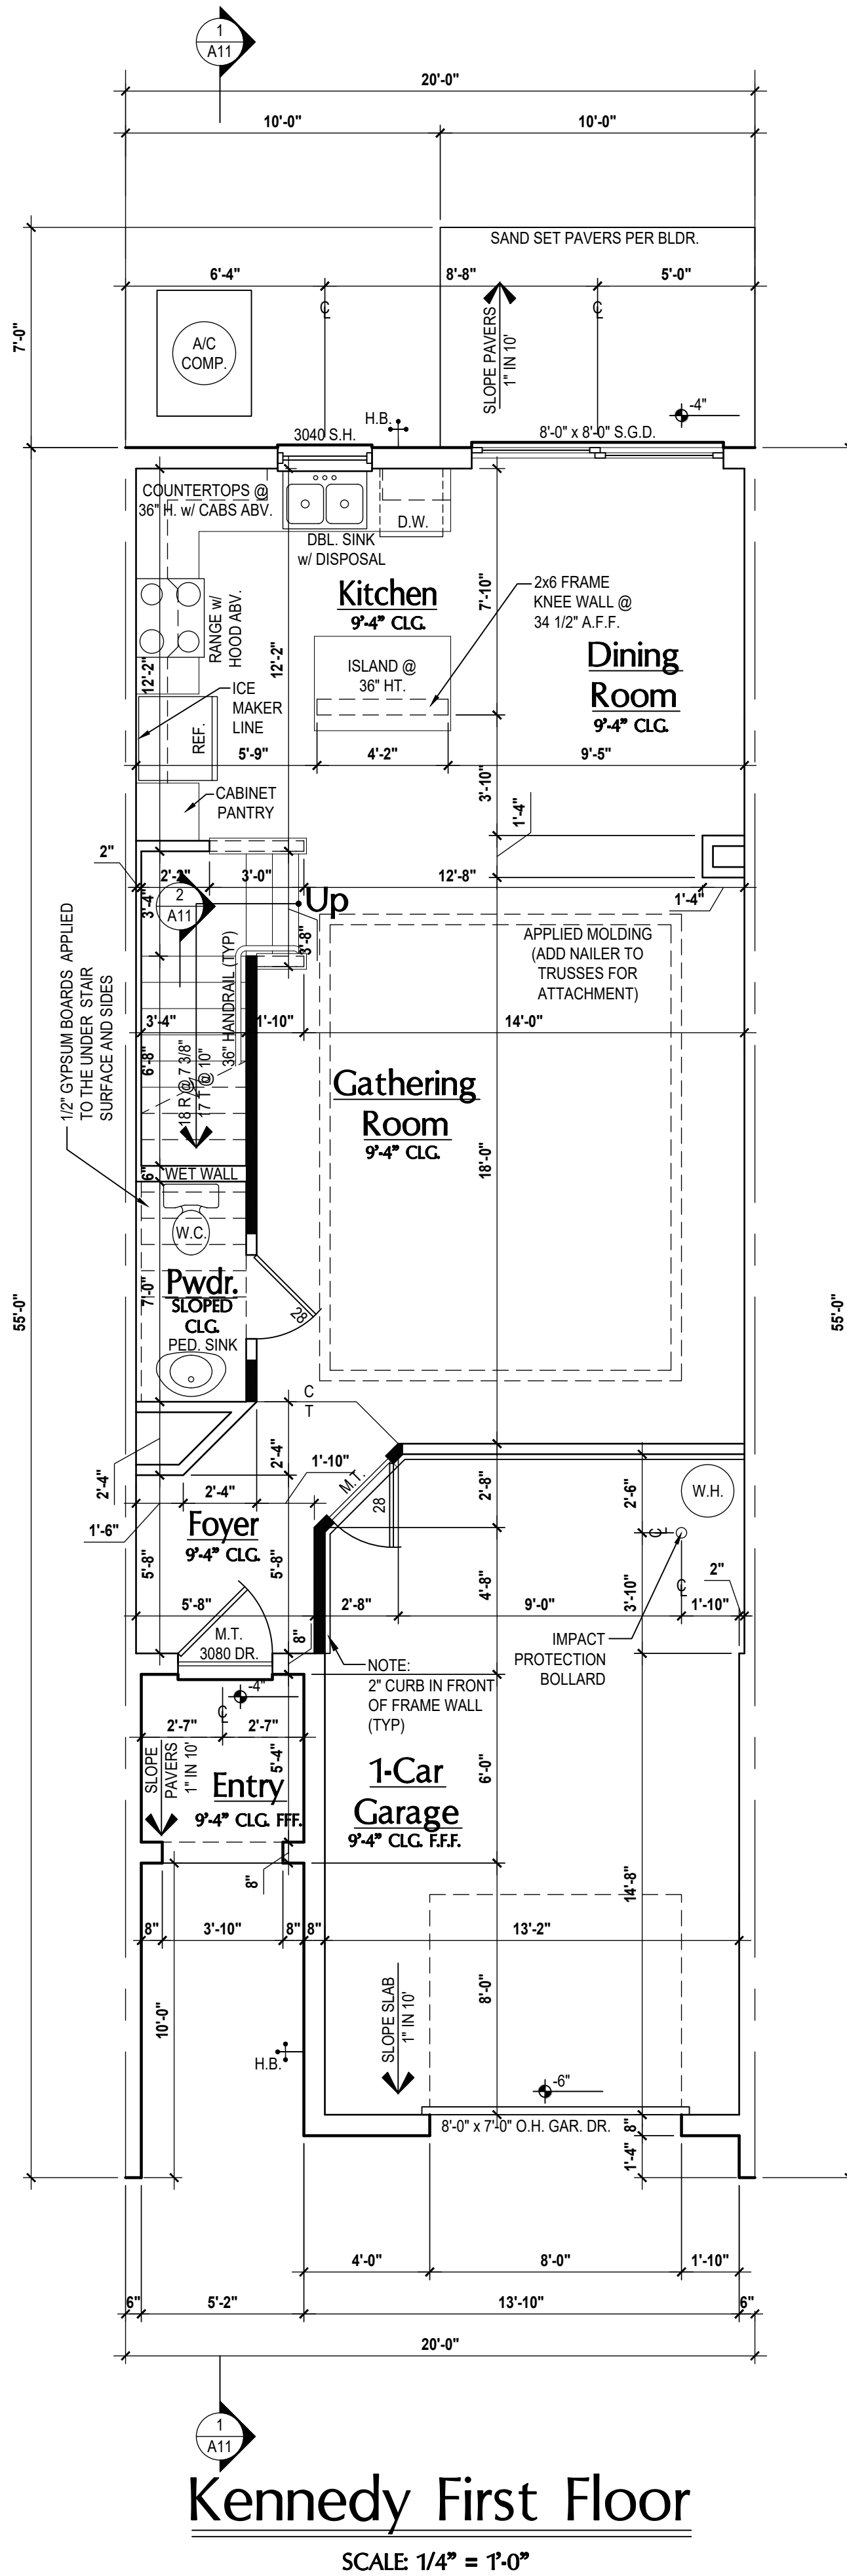 1
A11
20'-0"
10'-0"
10'-0"
SAND SET PAVERS PER BLDR.
6'-4"
8'-8"
5'-0"
7'-0"
A/C
COMP.
SLOPE PAVERS
1" IN 10'
H.B.
-4"
3040 S.H.
8'-0" x 8'-0" S.G.D.
COUNTERTOPS @
36" H. w/ CABS ABV.
D.W.
DBL. SINK
w/ DISPOSAL
Kitchen
9'-4" CLG.
7'-10"
2x6 FRAME
KNEE WALL @
34 1/2" A.F.F.
RANGE w/
HOOD ABV.
12'-2"
12'-2"
ISLAND @
36" HT.
Dining
Room
9'-4" CLG.
ICE
MAKER
LINE
REF.
5'-9"
4'-2"
9'-5"
3'-10"
CABINET
PANTRY
1'-4"
2"
2'-2"
3'-0"
12'-8"
1'-4"
3'-4"
2
A11
Up
3'-8"
APPLIED MOLDING
(ADD NAILER TO
TRUSSES FOR
ATTACHMENT)
1/2" GYPSUM BOARDS APPLIED
TO THE UNDER STAIR
SURFACE AND SIDES
36" HANDRAIL (TYP)
3'-4"
1'-10"
14'-0"
6'-8"
18 R @ 7 3/8"
17 T @ 10"
Gathering
Room
9'-4" CLG.
18'-0"
6"
WET WALL
W.C.
Pwdr.
SLOPED
CLG.
7'-0"
PED. SINK
28
55'-0"
55'-0"
C
T
2'-4"
2'-4"
1'-10"
M.T.
28
2'-8"
2'-6"
W.H.
2'-4"
1'-6"
Foyer
9'-4" CLG.
5'-8"
5'-8"
4'-8"
3'-10"
C
L
2"
5'-8"
2'-8"
9'-0"
1'-10"
M.T.
3080 DR.
8"
IMPACT
PROTECTION
BOLLARD
NOTE:
2" CURB IN FRONT
OF FRAME WALL
(TYP)
-4"
2'-7"
2'-7"
5'-4"
SLOPE
PAVERS
1" IN 10'
Entry
9'-4" CLG. FFF.
1-Car
Garage
9'-4" CLG. F.F.F.
6'-0"
8"
14'-8"
8"
3'-10"
8"
8"
13'-2"
10'-0"
8'-0"
SLOPE SLAB
1" IN 10'
H.B.
-6"
8'-0" x 7'-0" O.H. GAR. DR.
8"
1'-4"
4'-0"
8'-0"
1'-10"
6"
5'-2"
13'-10"
6"
20'-0"
1
A11
Kennedy First Floor
SCALE: 1/4" = 1'-0"